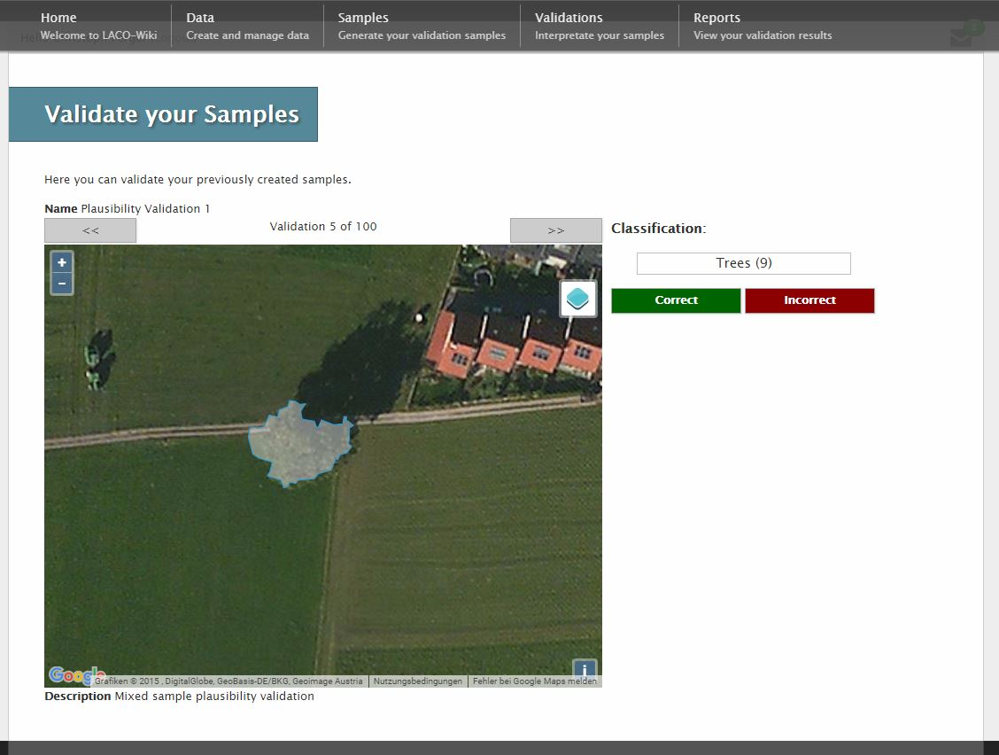 Home
Welcome to LACO-Wiki
Data
Create and manage data
Samples
Generate your validation samples
Validations
Interpretate your samples
Reports
View your validation results
Validate your Samples
Here you can validate your previously created samples.
Name Plausibility Validation 1
<<
Validation 5 of 100
>>
Classification:
Trees (9)
Correct
Incorrect
+
−
i
Google
Grafiken © 2015 , DigitalGlobe, GeoBasis-DE/BKG, Geoimage Austria
Nutzungsbedingungen
Fehler bei Google Maps melden
Description Mixed sample plausibility validation